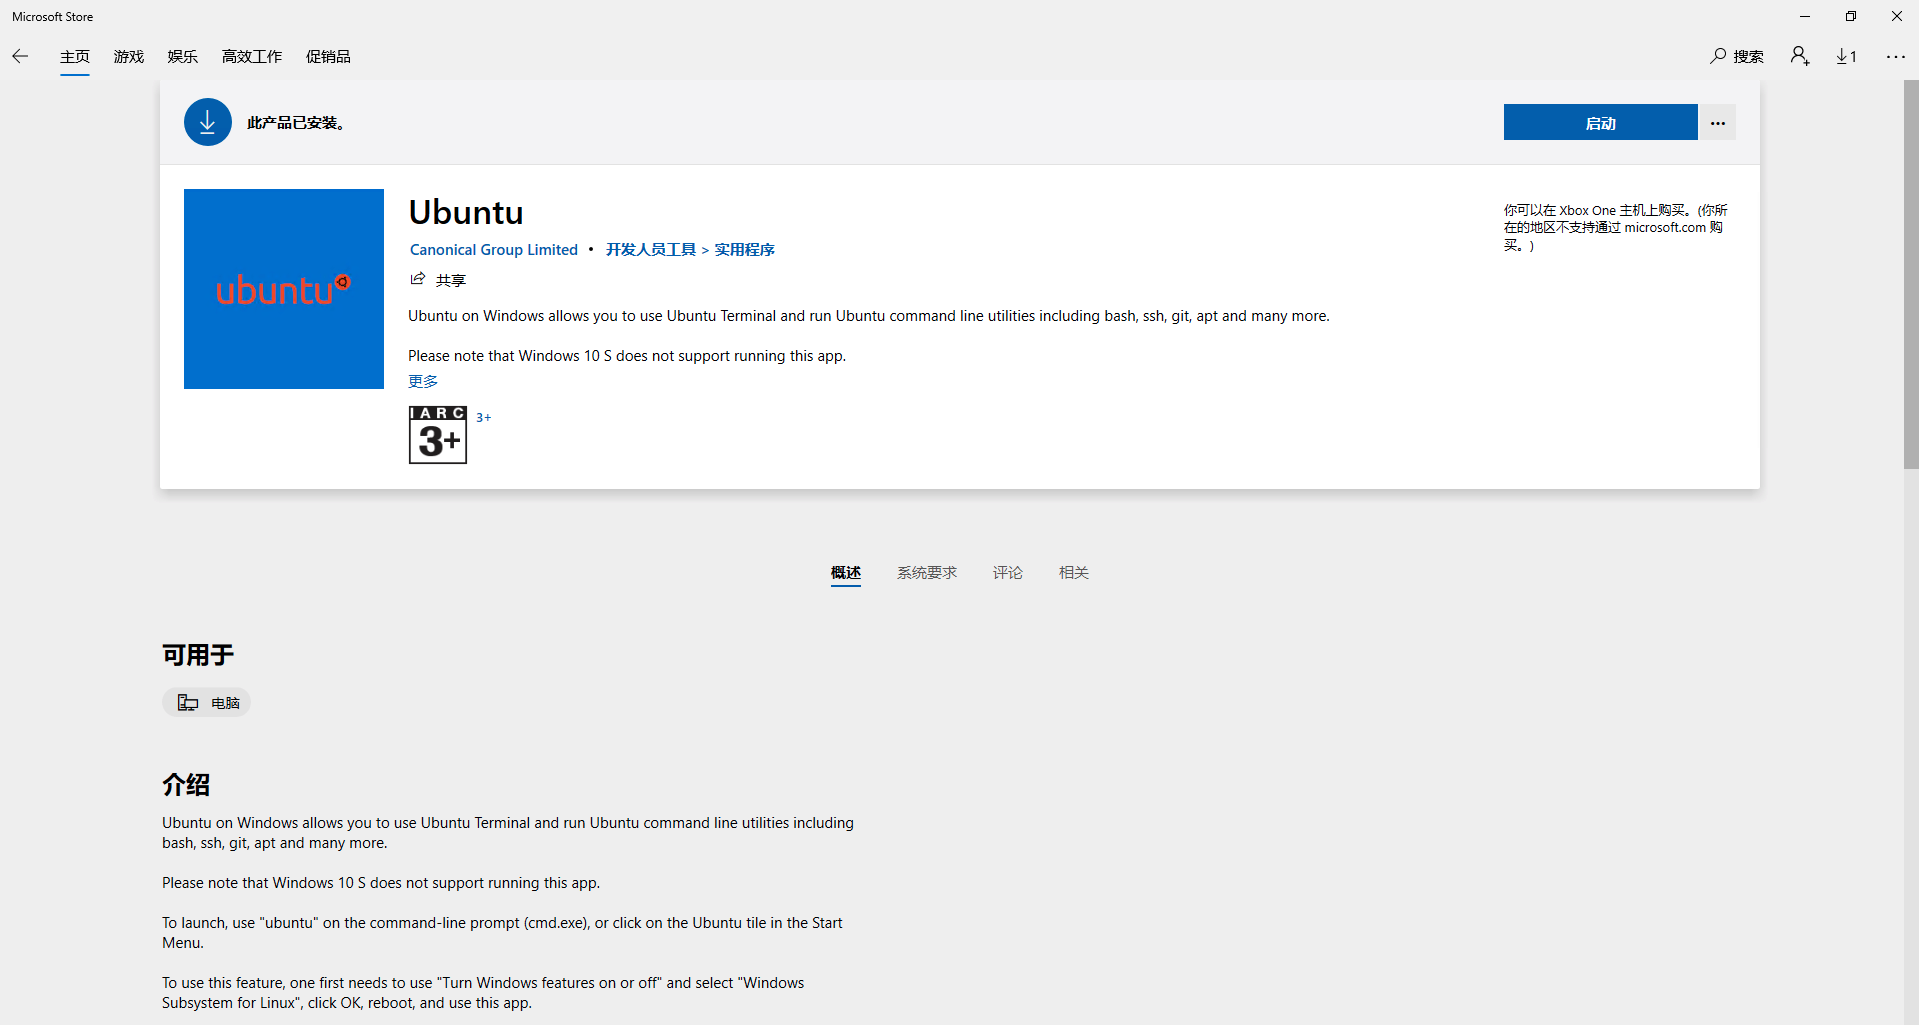 Microsoft Store
主页 游戏 娱乐 高效工作 促销品
搜索 1
此产品已安装。
启动
ubuntu
Ubuntu
Canonical Group Limited • 开发人员工具 > 实用程序
共享
Ubuntu on Windows allows you to use Ubuntu Terminal and run Ubuntu command line utilities including bash, ssh, git, apt and many more.
Please note that Windows 10 S does not support running this app.
更多
IARC
3+
3+
你可以在 Xbox One 主机上购买。(你所
在的地区不支持通过 microsoft.com 购
买。)
概述 系统要求 评论 相关
可用于
电脑
介绍
Ubuntu on Windows allows you to use Ubuntu Terminal and run Ubuntu command line utilities including
bash, ssh, git, apt and many more.
Please note that Windows 10 S does not support running this app.
To launch, use "ubuntu" on the command-line prompt (cmd.exe), or click on the Ubuntu tile in the Start
Menu.
To use this feature, one first needs to use "Turn Windows features on or off" and select "Windows
Subsystem for Linux", click OK, reboot, and use this app.